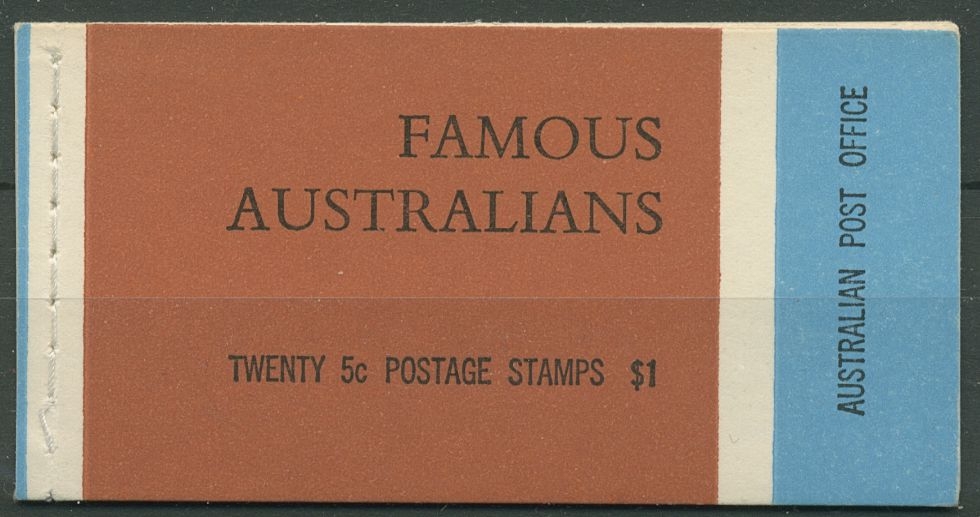 FAMOUS
AUSTRALIANS
TWENTY 5c POSTAGE STAMPS $1
AUSTRALIAN POST OFFICE